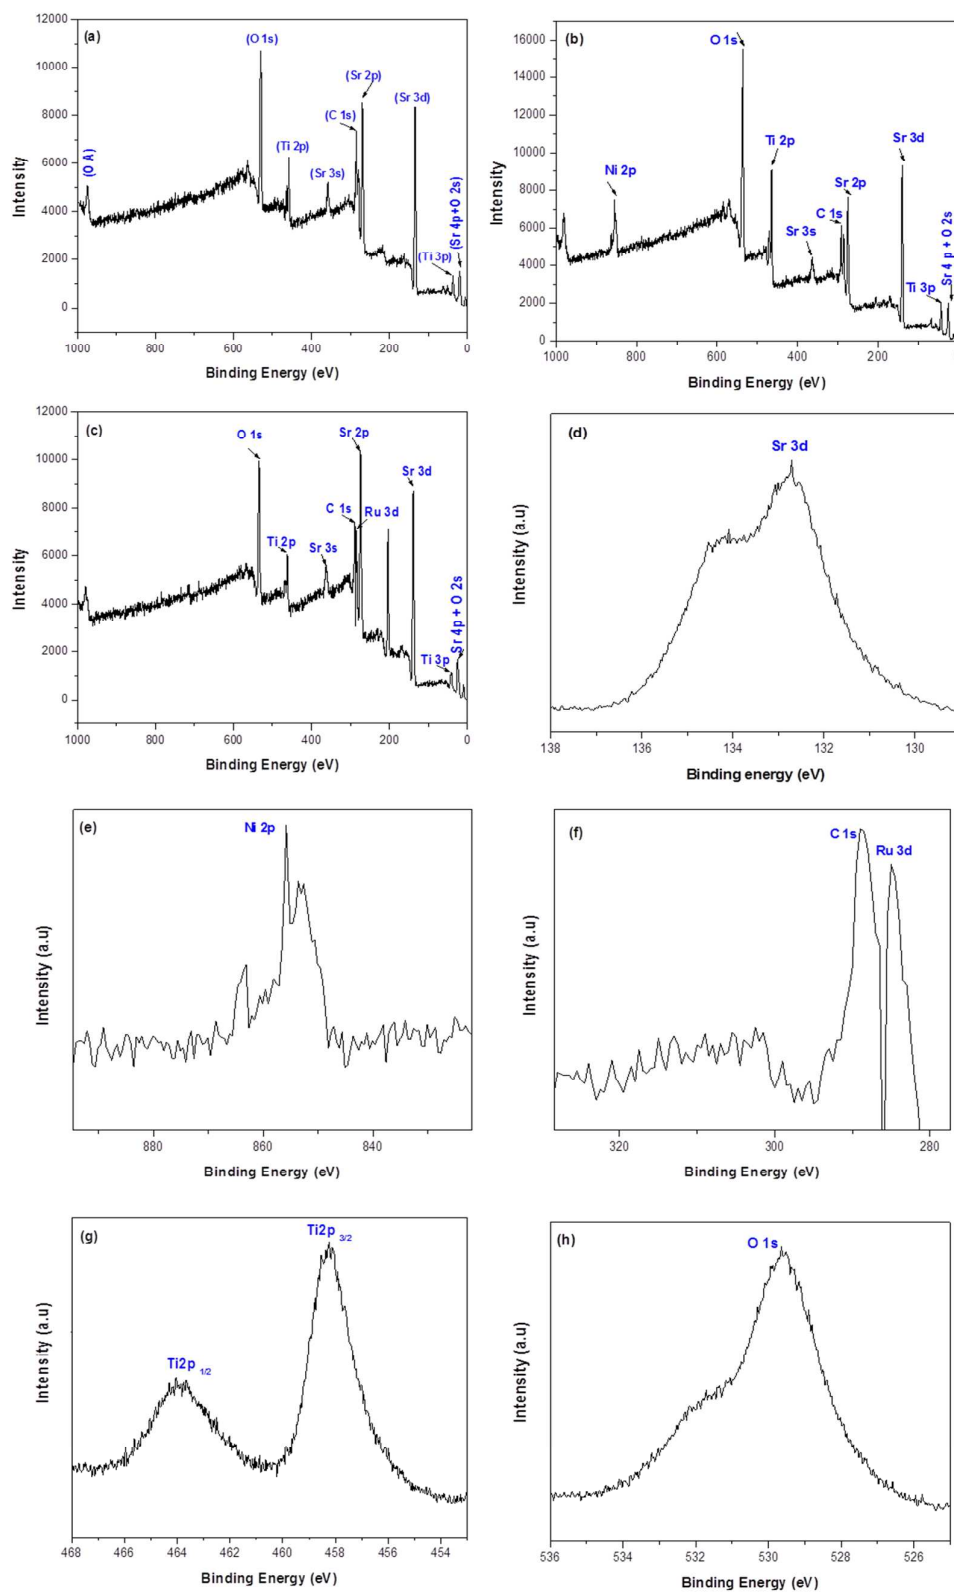 (a)
(O A)
(O 1s)
(Ti 2p)
(Sr 3s)
(C 1s)
(Sr 2p)
(Sr 3d)
(Ti 3p)
(Sr 4p+O 2s)
12000
10000
8000
6000
4000
2000
0
Intensity
1000 800 600 400 200 0
Binding Energy (eV)
(b)
Ni 2p
O 1s
Ti 2p
Sr 3s
C 1s
Sr 2p
Sr 3d
Ti 3p
Sr 4 p + O 2s
16000
14000
12000
10000
8000
6000
4000
2000
0
Intensity
1000 800 600 400 200
Binding Energy (eV)
(c)
O 1s
Ti 2p
Sr 3s
C 1s
Sr 2p
Ru 3d
Sr 3d
Ti 3p
Sr 4p + O 2s
12000
10000
8000
6000
4000
2000
0
Intensity
1000 800 600 400 200 0
Binding Energy (eV)
(d)
Sr 3d
Intensity (a.u)
138 136 134 132 130
Binding energy (eV)
(e)
Ni 2p
Intensity (a.u)
880 860 840
Binding Energy (eV)
(f)
C 1s
Ru 3d
Intensity (a.u)
320 300 280
Binding Energy (eV)
(g)
Ti2p 3/2
Ti2p 1/2
Intensity (a.u)
468 466 464 462 460 458 456 454
Binding Energy (eV)
(h)
O 1s
Intensity (a.u)
536 534 532 530 528 526
Binding Energy (eV)